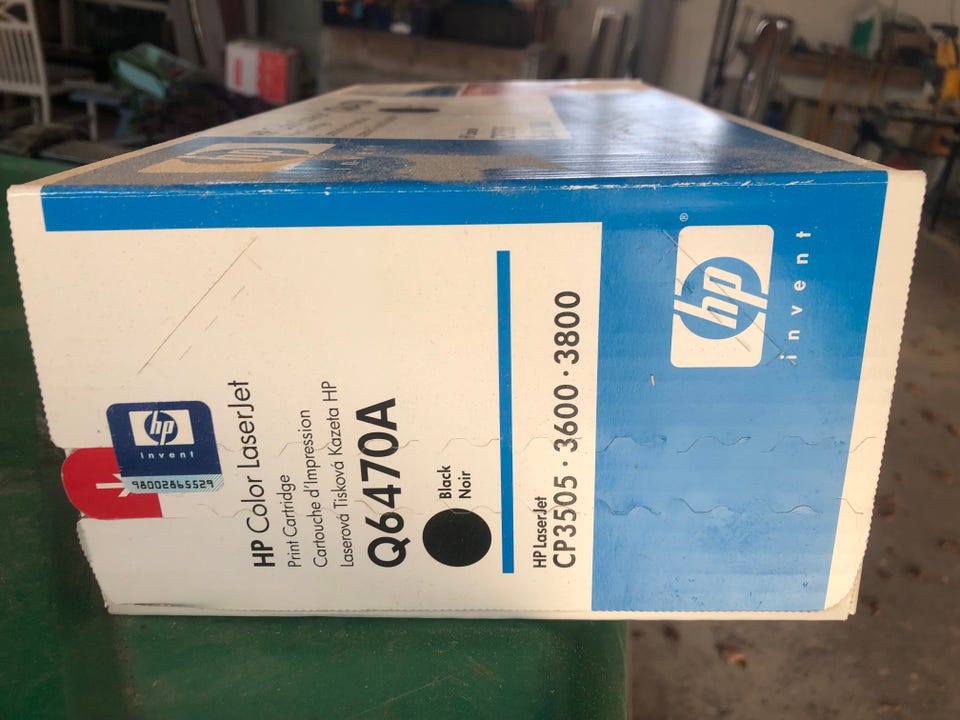 HP Color LaserJet
Print Cartridge
Cartouche d'Impression
Laserová Tisková Kazeta HP
Q6470A
Black
Noir
HP LaserJet
CP3505 · 3600 · 3800
hp
®
invent
hp
invent
98002865529
hp